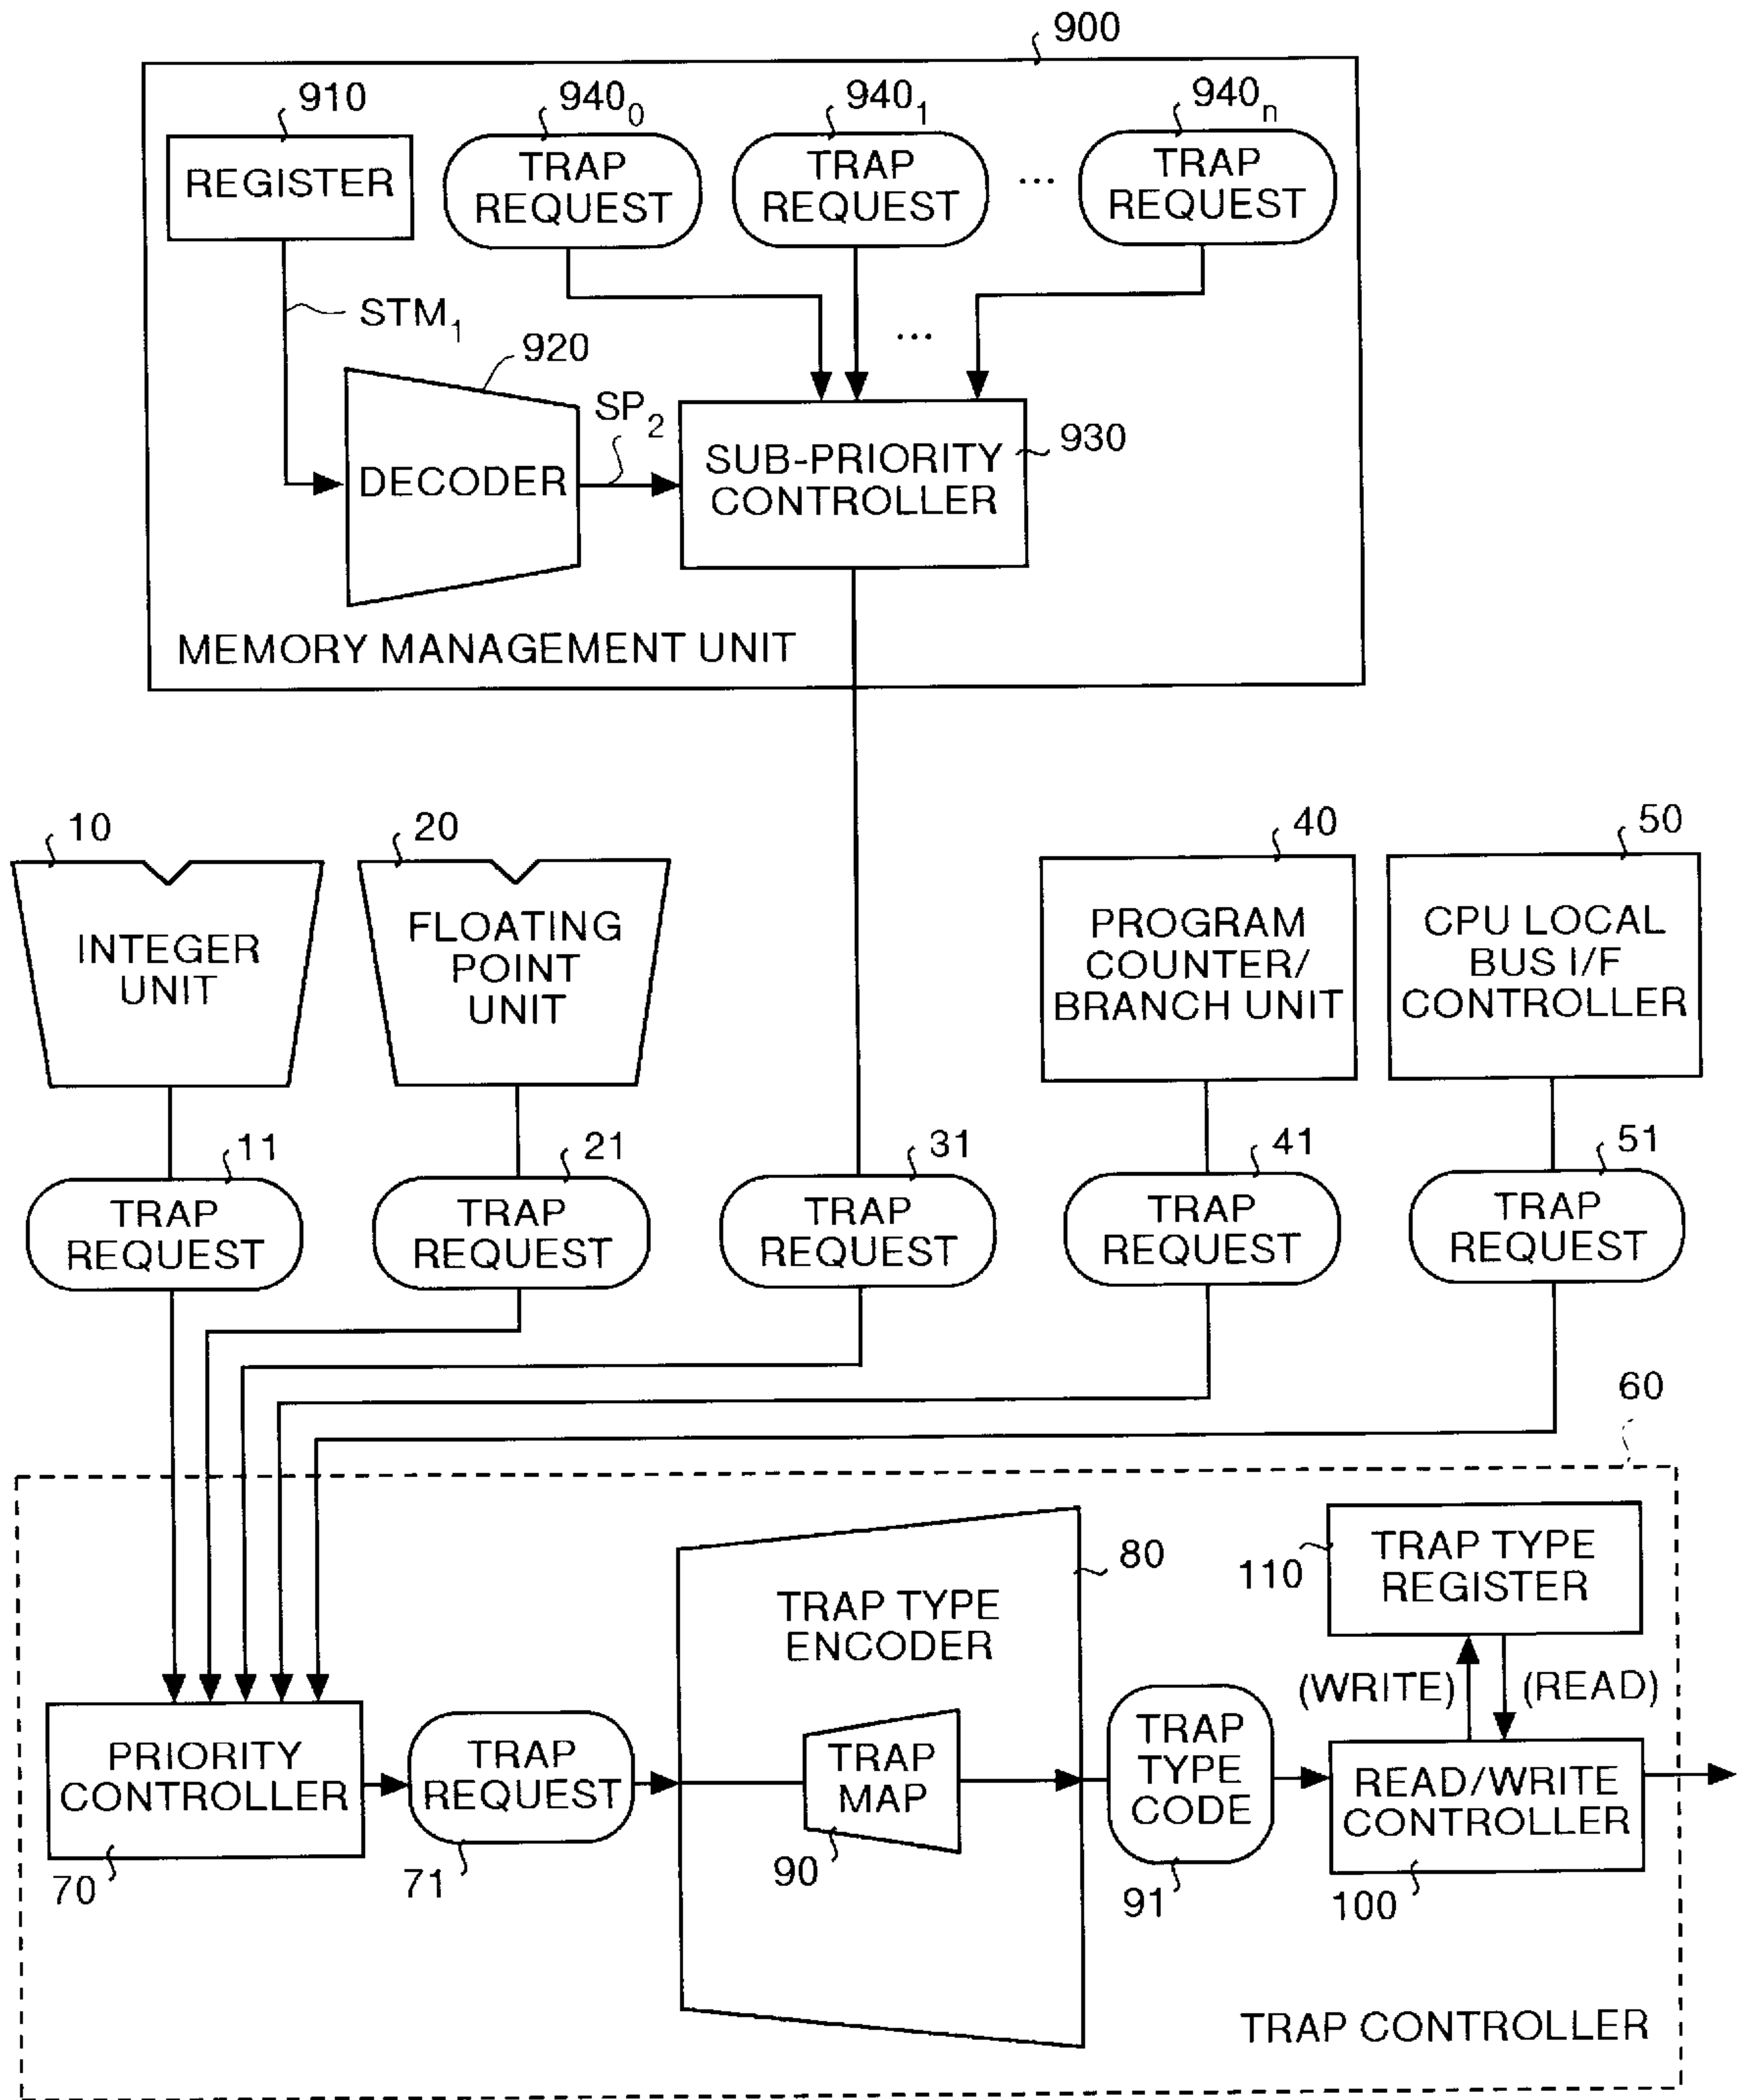 900
910
940₀
940₁
940ₙ
REGISTER
TRAP
REQUEST
TRAP
REQUEST
...
TRAP
REQUEST
STM₁
...
920
SP₂
DECODER
SUB-PRIORITY
CONTROLLER
930
MEMORY MANAGEMENT UNIT
10
20
40
50
INTEGER
UNIT
FLOATING
POINT
UNIT
PROGRAM
COUNTER/
BRANCH UNIT
CPU LOCAL
BUS I/F
CONTROLLER
11
21
31
41
51
TRAP
REQUEST
TRAP
REQUEST
TRAP
REQUEST
TRAP
REQUEST
TRAP
REQUEST
60
80
TRAP TYPE
ENCODER
110
TRAP TYPE
REGISTER
(WRITE)
(READ)
PRIORITY
CONTROLLER
TRAP
REQUEST
TRAP
MAP
TRAP
TYPE
CODE
READ/WRITE
CONTROLLER
70
71
90
91
100
TRAP CONTROLLER